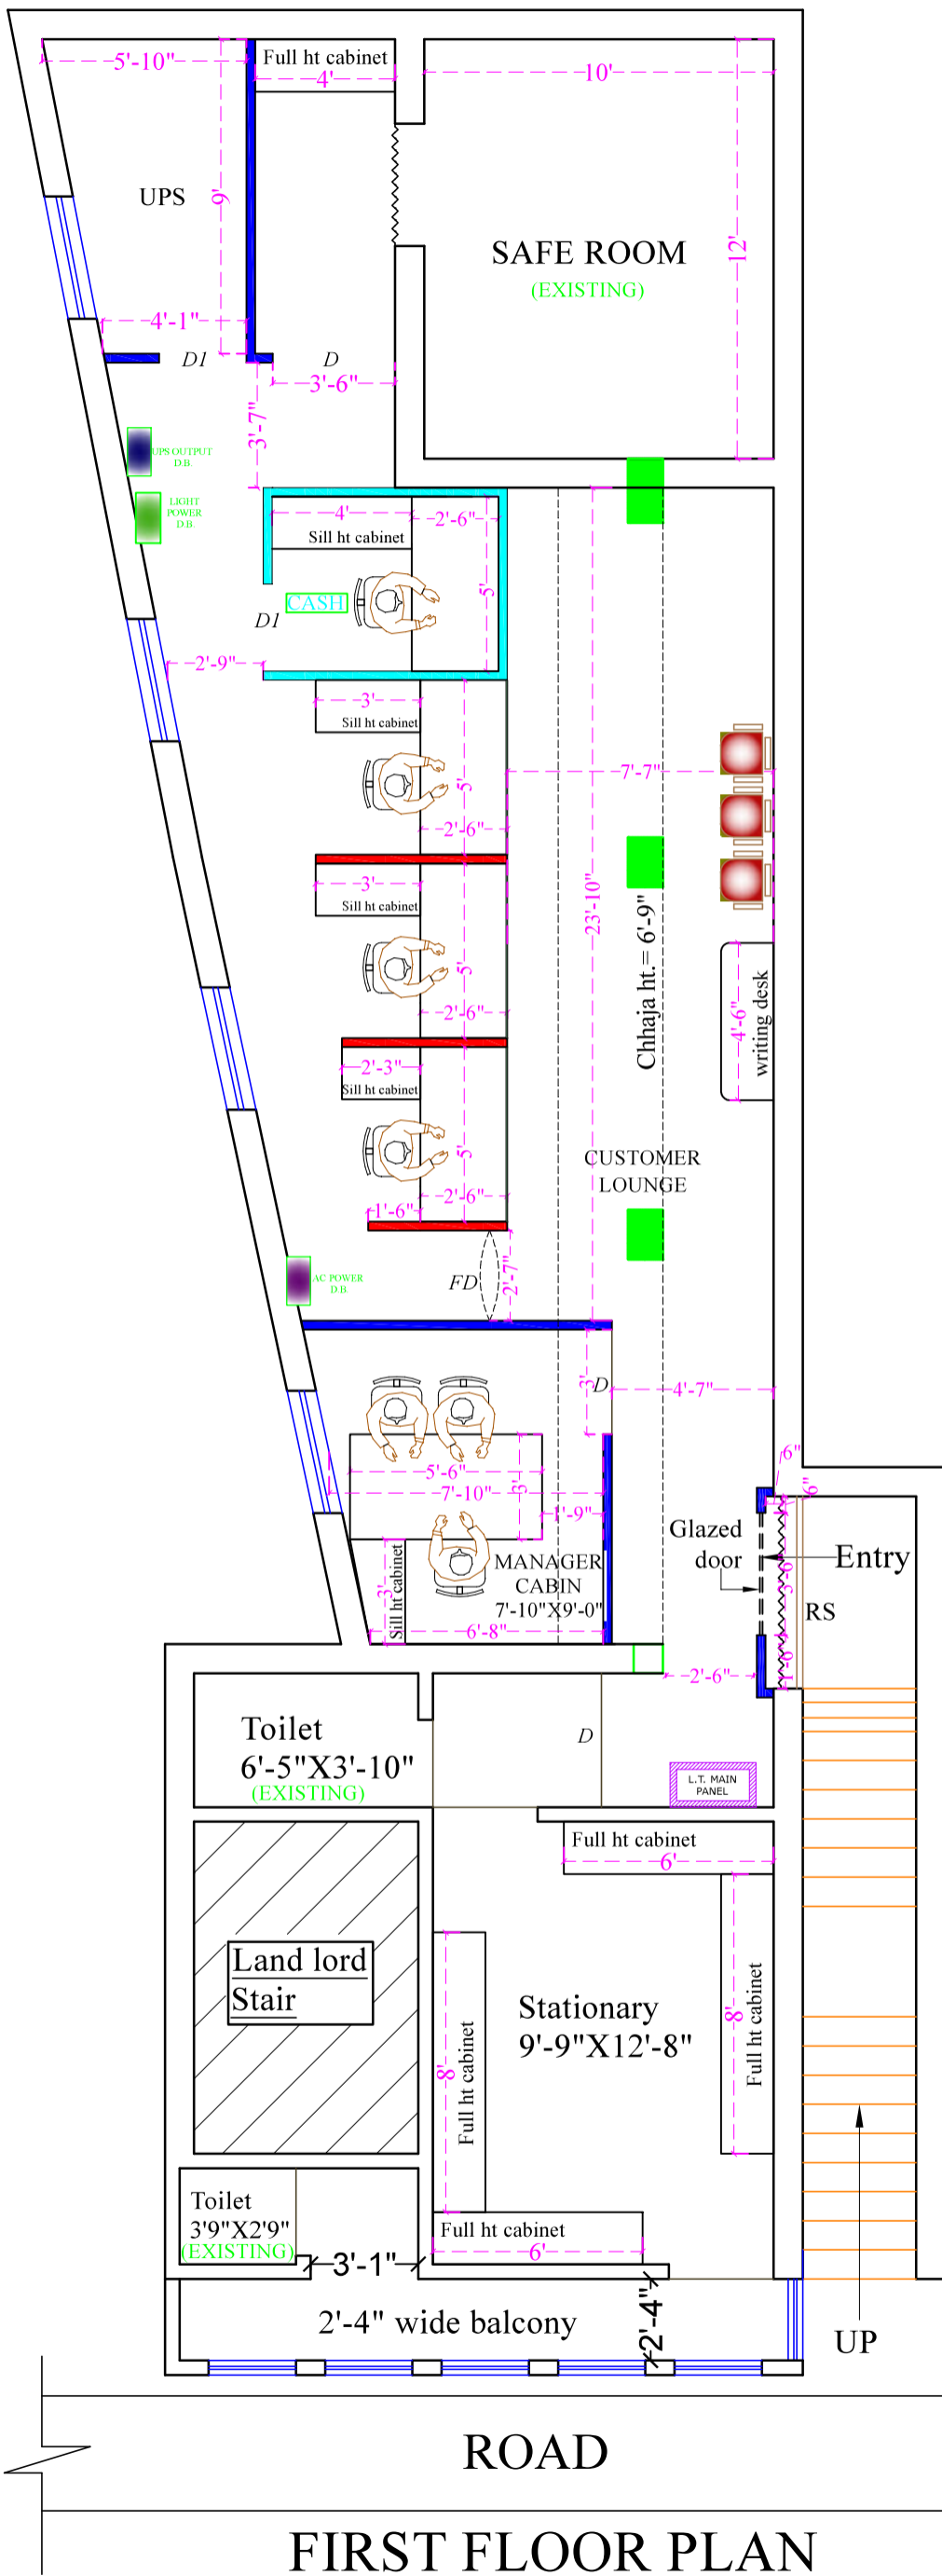 5'-10"
Full ht cabinet
4'
10'
UPS
9'
SAFE ROOM
(EXISTING)
12'
4'-1"
D1
D
3'-6"
3'-7"
UPS OUTPUT
D.B.
LIGHT
POWER
D.B.
4'
2'-6"
Sill ht cabinet
5'
CASH
D1
2'-9"
3'
Sill ht cabinet
5'
2'-6"
7'-7"
3'
Sill ht cabinet
5'
2'-6"
23'-10"
Chhaja ht.= 6'-9"
4'-6"
writing desk
2'-3"
Sill ht cabinet
5'
2'-6"
1'-6"
CUSTOMER
LOUNGE
AC POWER
D.B.
FD
2'-7"
3'
D
4'-7"
5'-6"
7'-10"
3'
1'-9"
6"
6"
Glazed
door
Entry
3'-6"
RS
MANAGER
CABIN
7'-10"X9'-0"
3'
Sill ht cabinet
6'-8"
1'-6"
2'-6"
Toilet
6'-5"X3'-10"
(EXISTING)
D
L.T. MAIN
PANEL
Full ht cabinet
6'
Land lord
Stair
Stationary
9'-9"X12'-8"
8'
Full ht cabinet
8'
Full ht cabinet
Toilet
3'9"X2'9"
(EXISTING)
Full ht cabinet
6'
3'-1"
2'-4" wide balcony
2'-4"
UP
ROAD
FIRST FLOOR PLAN